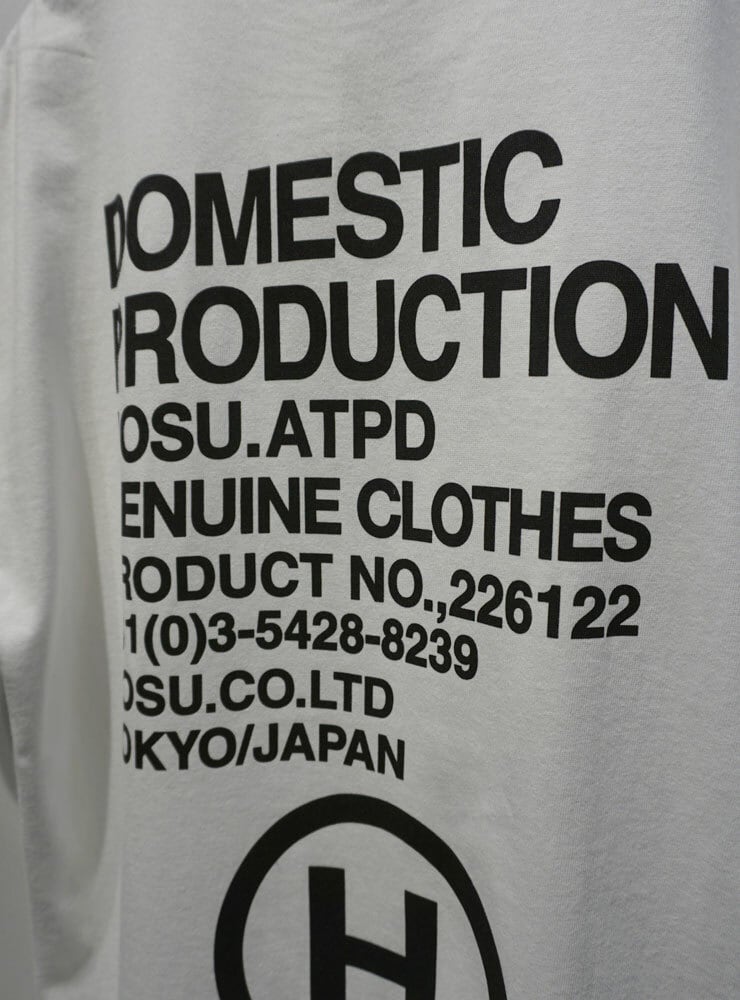 DOMESTIC
PRODUCTION
OSU.ATPD
ENUINE CLOTHES
RODUCT NO.,226122
1(0)3-5428-8239
OSU.CO.LTD
OKYO/JAPAN
H